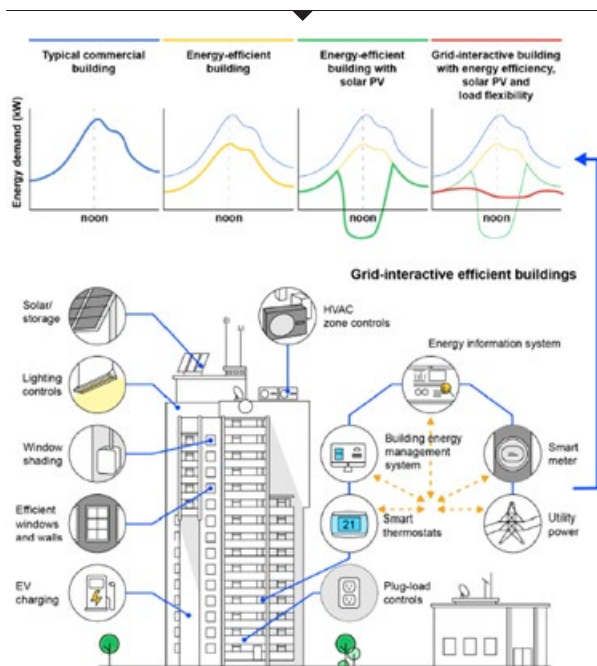 Typical commercial
building
Energy-efficient
building
Energy-efficient
building with
solar PV
Grid-interactive building
with energy efficiency,
solar PV and
load flexibility
Energy demand (kW)
noon
noon
noon
noon
Grid-interactive efficient buildings
Solar/
storage
HVAC
zone controls
Energy information system
Lighting
controls
Window
shading
Building energy
management
system
Smart
meter
Efficient
windows
and walls
21
Smart
thermostats
Utility
power
EV
charging
Plug-load
controls